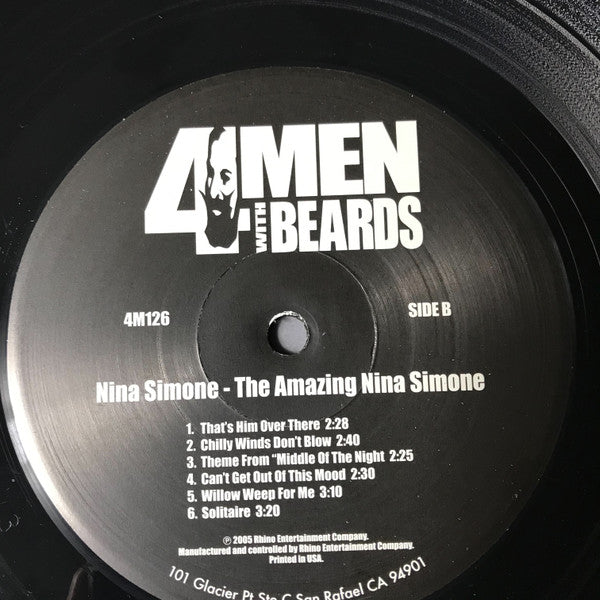 4 MEN
WITH BEARDS
4M126 SIDE B
Nina Simone - The Amazing Nina Simone
1. That's Him Over There 2:28
2. Chilly Winds Don't Blow 2:40
3. Theme From "Middle Of The Night 2:25
4. Can't Get Out Of This Mood 2:30
5. Willow Weep For Me 3:10
6. Solitaire 3:20
℗ 2005 Rhino Entertainment Company.
Manufactured and controlled by Rhino Entertainment Company.
Printed in USA.
101 Glacier Pt Ste C San Rafael CA 94901